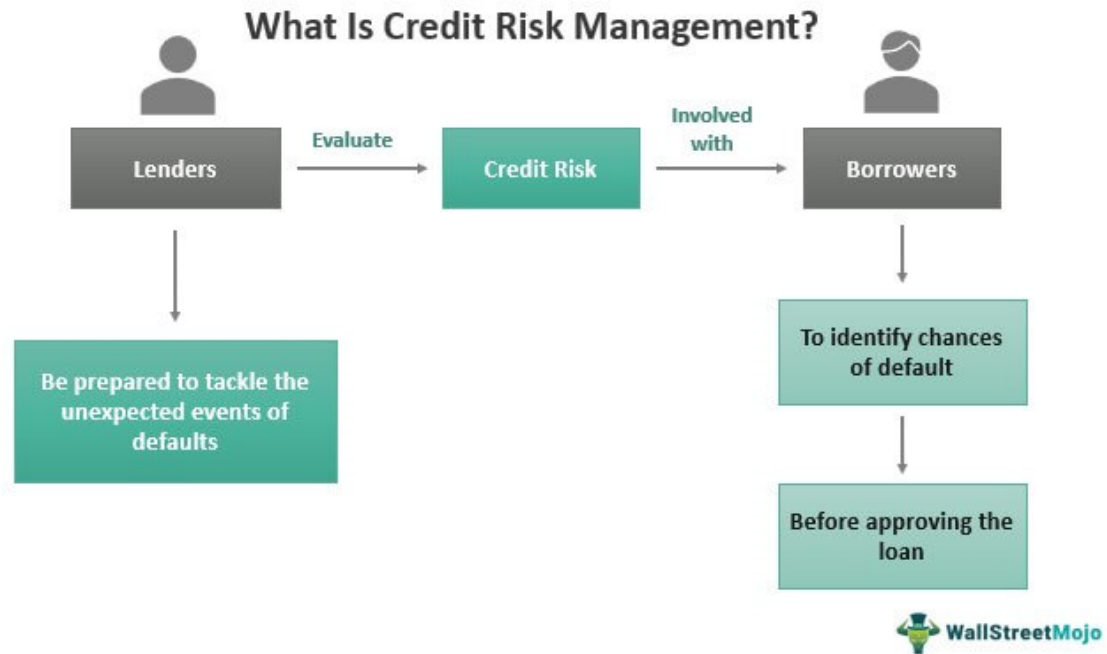 What Is Credit Risk Management?
Lenders
Evaluate
Credit Risk
Involved
with
Borrowers
Be prepared to tackle the
unexpected events of
defaults
To identify chances
of default
Before approving the
loan
WallStreetMojo